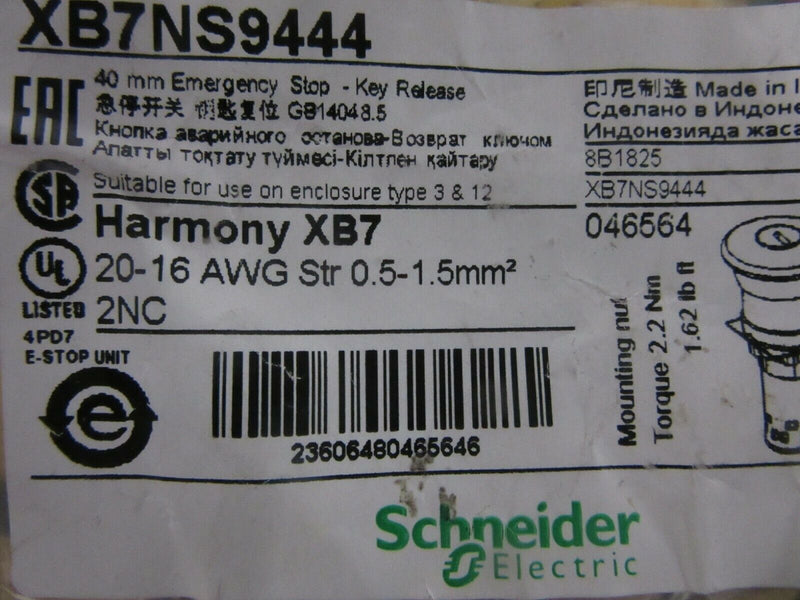 XB7NS9444
EAC
40 mm Emergency Stop - Key Release
急停开关 钥匙复位 GB14048.5
Кнопка аварийного останова-Возврат ключом
Апатты тоқтату түймесі-Кілтпен қайтару
Suitable for use on enclosure type 3 & 12
印尼制造 Made in
Сделано в
жаса
8B1825
XB7NS9444
046564
SA
Harmony XB7
20-16 AWG Str 0.5-1.5mm²
2NC
UL
LISTED
4PD7
E-STOP UNIT
e
23606480465646
Mounting nut
Torque 2.2 Nm
1.62 lb ft
Schneider
Electric